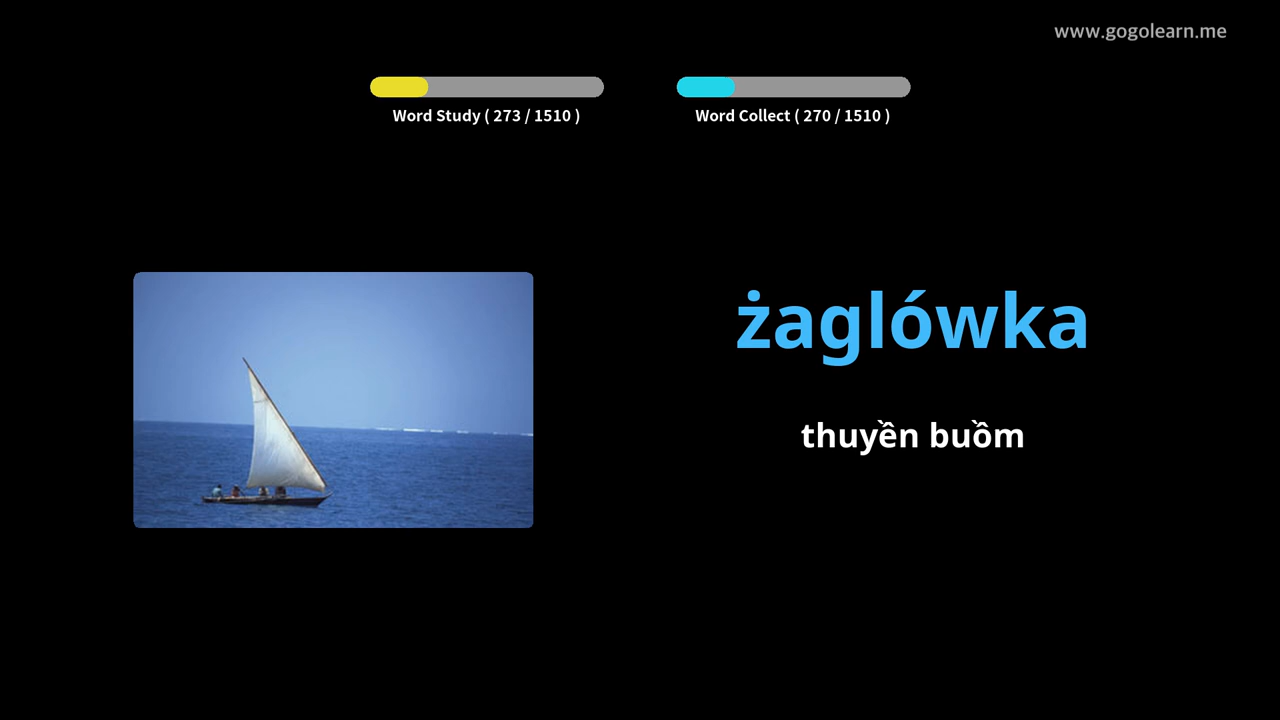 www.gogolearn.me
Word Study ( 273 / 1510 )
Word Collect ( 270 / 1510 )
żaglówka
thuyền buồm